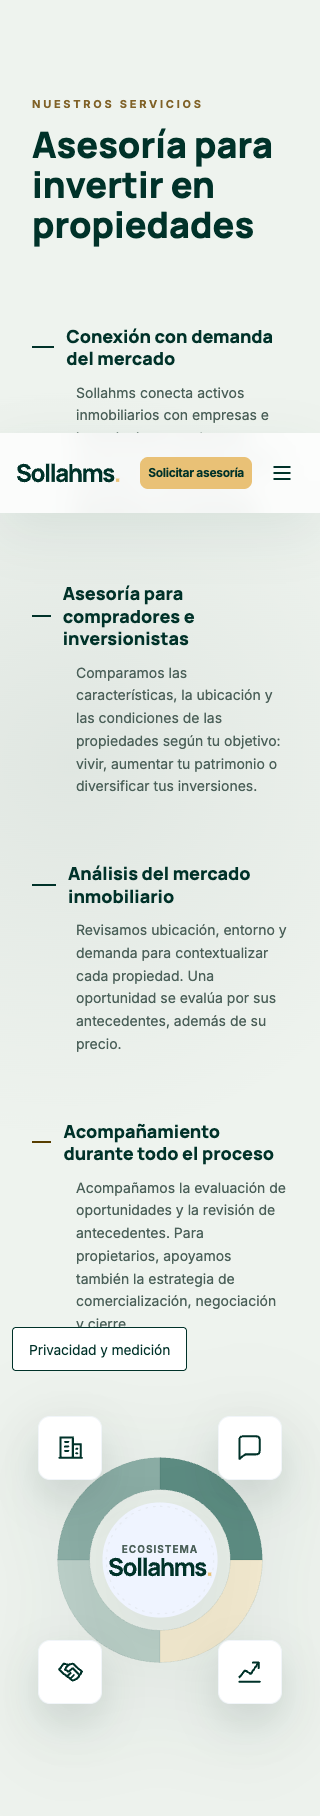 NUESTROS SERVICIOS
Asesoría para
invertir en
propiedades
Conexión con demanda
del mercado
Sollahms conecta activos
inmobiliarios con empresas e
Sollahms.
Solicitar asesoría
Asesoría para
compradores e
inversionistas
Comparamos las
características, la ubicación y
las condiciones de las
propiedades según tu objetivo:
vivir, aumentar tu patrimonio o
diversificar tus inversiones.
Análisis del mercado
inmobiliario
Revisamos ubicación, entorno y
demanda para contextualizar
cada propiedad. Una
oportunidad se evalúa por sus
antecedentes, además de su
precio.
Acompañamiento
durante todo el proceso
Acompañamos la evaluación de
oportunidades y la revisión de
antecedentes. Para
propietarios, apoyamos
también la estrategia de
comercialización, negociación
y cierre
Privacidad y medición
ECOSISTEMA
Sollahms.